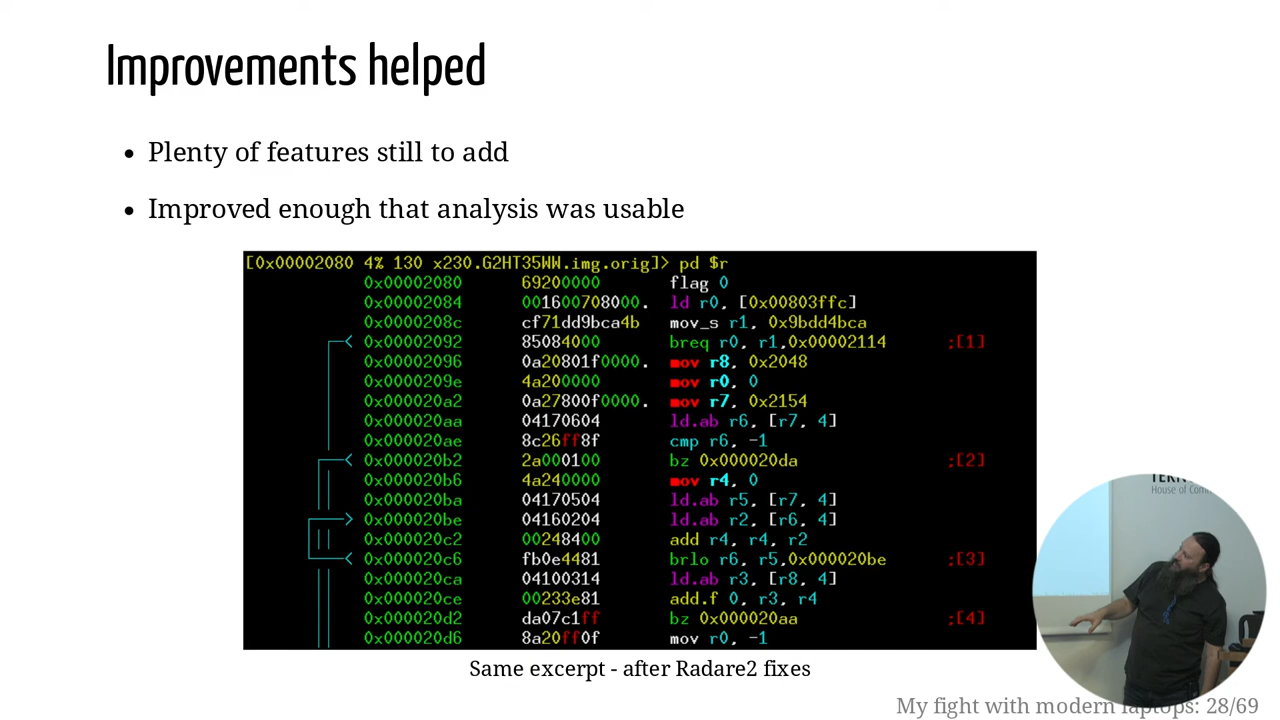 Improvements helped
• Plenty of features still to add
• Improved enough that analysis was usable
[0x00002080 4% 130 x230.G2HT35WW.img.orig]> pd $r
0x00002080 69200000 flag 0
0x00002084 001600708000. ld r0, [0x00803ffc]
0x0000208c cf71dd9bca4b mov_s r1, 0x9bdd4bca
0x00002092 85084000 breq r0, r1,0x00002114 ;[1]
0x00002096 0a20801f0000. mov r8, 0x2048
0x0000209e 4a200000 mov r0, 0
0x000020a2 0a27800f0000. mov r7, 0x2154
0x000020aa 04170604 ld.ab r6, [r7, 4]
0x000020ae 8c26ff8f cmp r6, -1
0x000020b2 2a000100 bz 0x000020da ;[2]
0x000020b6 4a240000 mov r4, 0
0x000020ba 04170504 ld.ab r5, [r7, 4]
0x000020be 04160204 ld.ab r2, [r6, 4]
0x000020c2 00248400 add r4, r4, r2
0x000020c6 fb0e4481 brlo r6, r5,0x000020be ;[3]
0x000020ca 04100314 ld.ab r3, [r8, 4]
0x000020ce 00233e81 add.f 0, r3, r4
0x000020d2 da07c1ff bz 0x000020aa ;[4]
0x000020d6 8a20ff0f mov r0, -1
Same excerpt - after Radare2 fixes
House of
My fight with modern laptops: 28/69